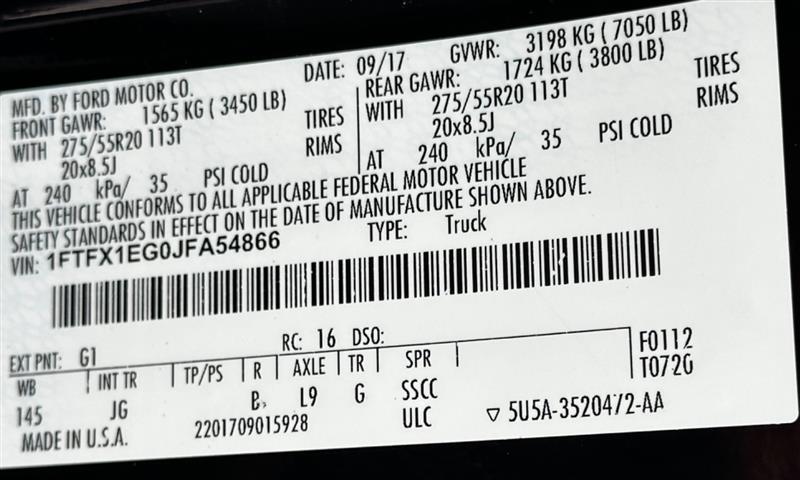 MFD. BY FORD MOTOR CO.
DATE: 09/17 GVWR: 3198 KG ( 7050 LB)
FRONT GAWR: 1565 KG ( 3450 LB) REAR GAWR: 1724 KG ( 3800 LB)
WITH 275/55R20 113T TIRES WITH 275/55R20 113T TIRES
20x8.5J RIMS 20x8.5J RIMS
AT 240 kPa/ 35 PSI COLD AT 240 kPa/ 35 PSI COLD
THIS VEHICLE CONFORMS TO ALL APPLICABLE FEDERAL MOTOR VEHICLE
SAFETY STANDARDS IN EFFECT ON THE DATE OF MANUFACTURE SHOWN ABOVE.
VIN: 1FTFX1EG0JFA54866 TYPE: Truck
EXT PNT: G1 RC: 16 DSO: F0112
WB INT TR TP/PS R AXLE TR SPR T0720
145 JG B L9 G SSCC
MADE IN U.S.A. 2201709015928 ULC ▽ 5U5A-3520472-AA